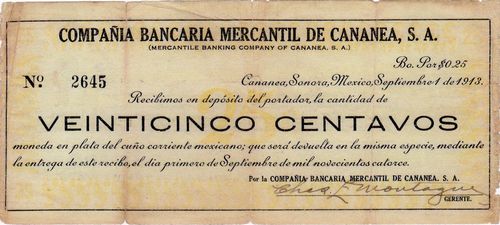 COMPAÑIA BANCARIA MERCANTIL DE CANANEA, S. A.
(MERCANTILE BANKING COMPANY OF CANANEA, S. A.)
Bo. Por $0.25
No. 2645
Cananea, Sonora, Mexico, Septiembre 1 de 1913.
Recibimos en depósito del portador, la cantidad de
VEINTICINCO CENTAVOS
moneda en plata del cuño corriente mexicano; que será devuelta en la misma especie, mediante
la entrega de este recibo, el dia primero de Septiembre de mil novecientos catorce.
Por la COMPAÑIA BANCARIA MERCANTIL DE CANANEA. S. A.
Chas. L. Montague
GERENTE.